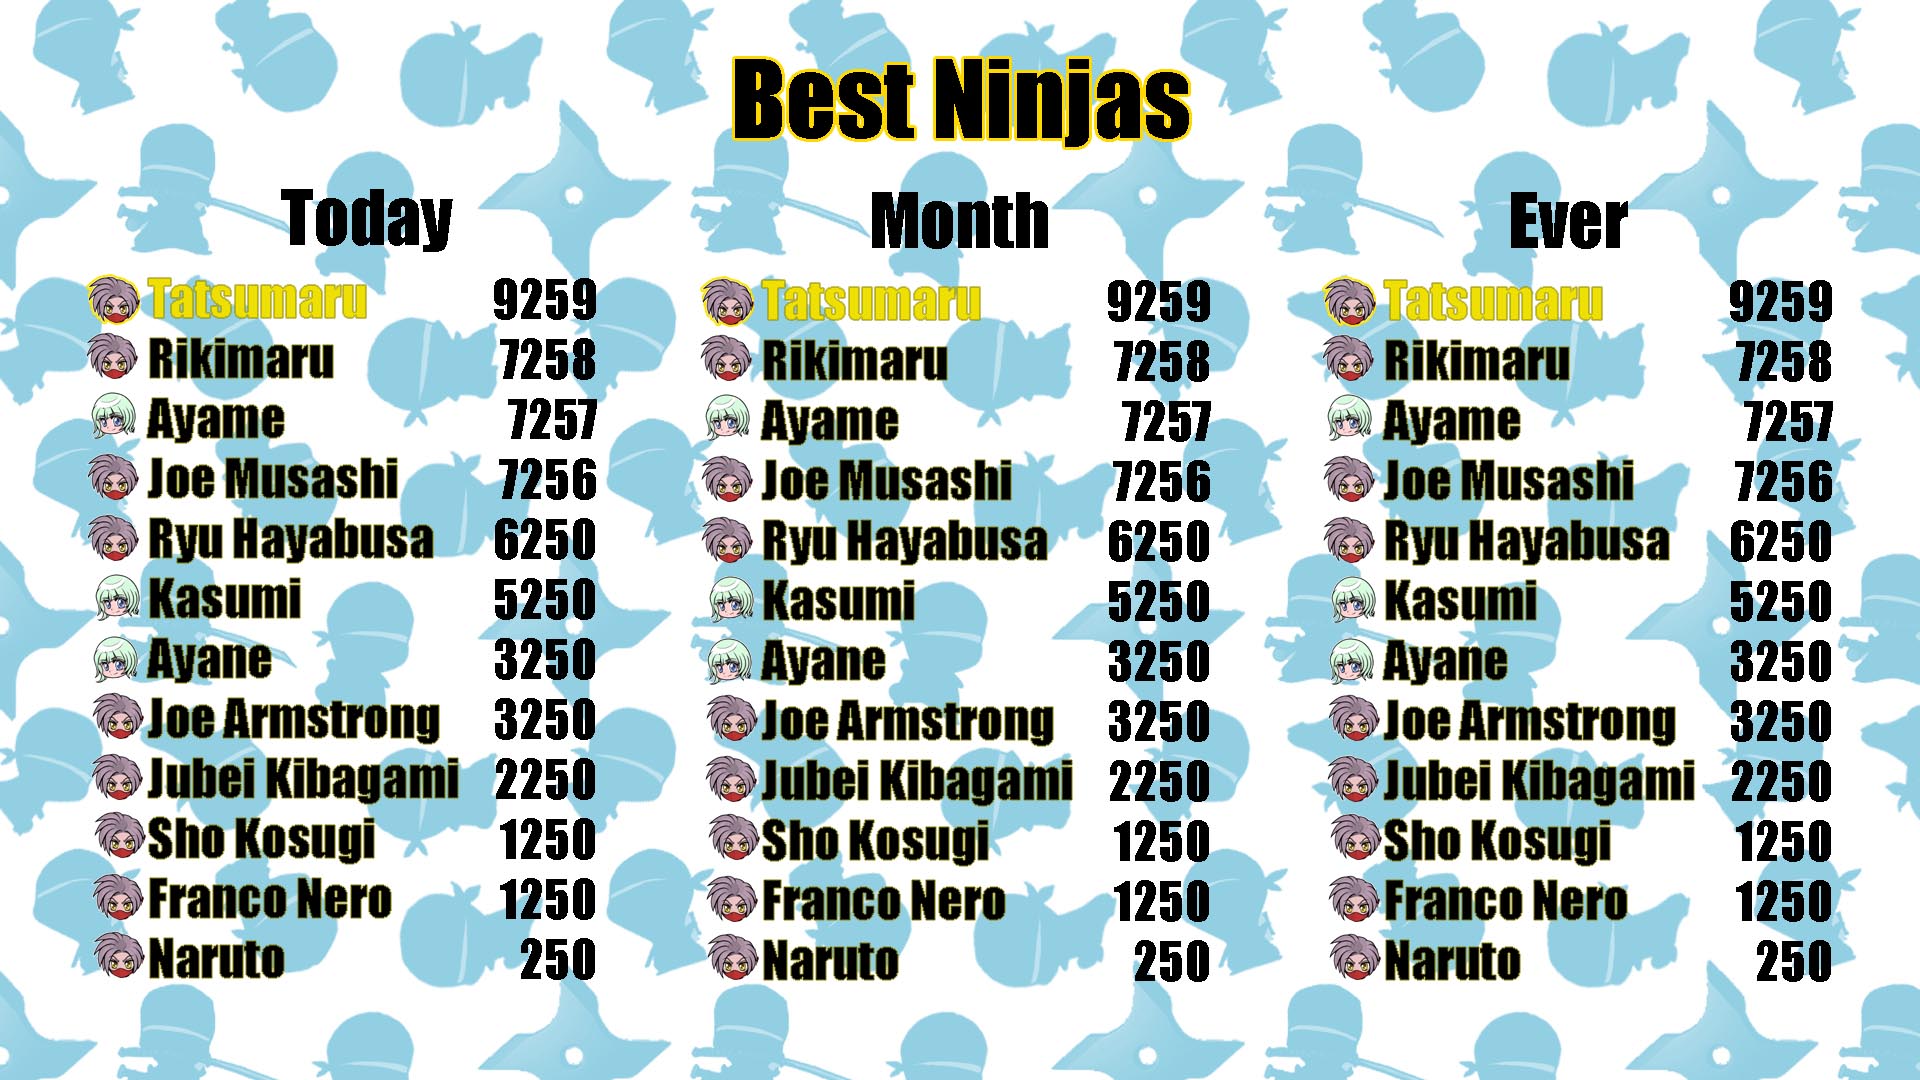 Best Ninjas
Today
Tatsumaru 9259
Rikimaru 7258
Ayame 7257
Joe Musashi 7256
Ryu Hayabusa 6250
Kasumi 5250
Ayane 3250
Joe Armstrong 3250
Jubei Kibagami 2250
Sho Kosugi 1250
Franco Nero 1250
Naruto 250
Month
Tatsumaru 9259
Rikimaru 7258
Ayame 7257
Joe Musashi 7256
Ryu Hayabusa 6250
Kasumi 5250
Ayane 3250
Joe Armstrong 3250
Jubei Kibagami 2250
Sho Kosugi 1250
Franco Nero 1250
Naruto 250
Ever
Tatsumaru 9259
Rikimaru 7258
Ayame 7257
Joe Musashi 7256
Ryu Hayabusa 6250
Kasumi 5250
Ayane 3250
Joe Armstrong 3250
Jubei Kibagami 2250
Sho Kosugi 1250
Franco Nero 1250
Naruto 250